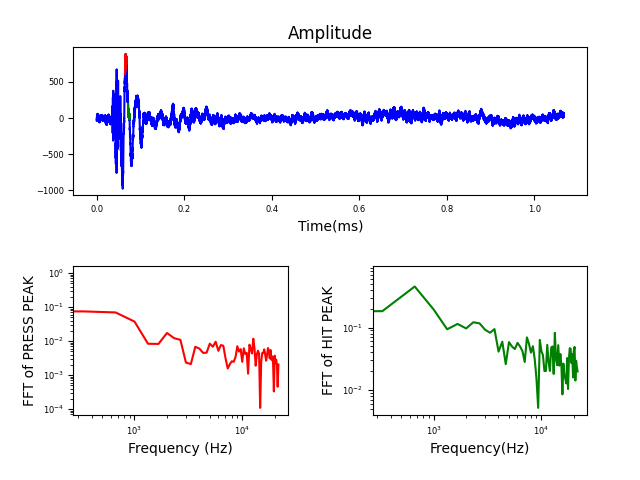 Amplitude
500
0
−500
−1000
0.0 0.2 0.4 0.6 0.8 1.0
Time(ms)
FFT of PRESS PEAK
10⁰
10⁻¹
10⁻²
10⁻³
10⁻⁴
10³ 10⁴
Frequency (Hz)
FFT of HIT PEAK
10⁻¹
10⁻²
10³ 10⁴
Frequency(Hz)